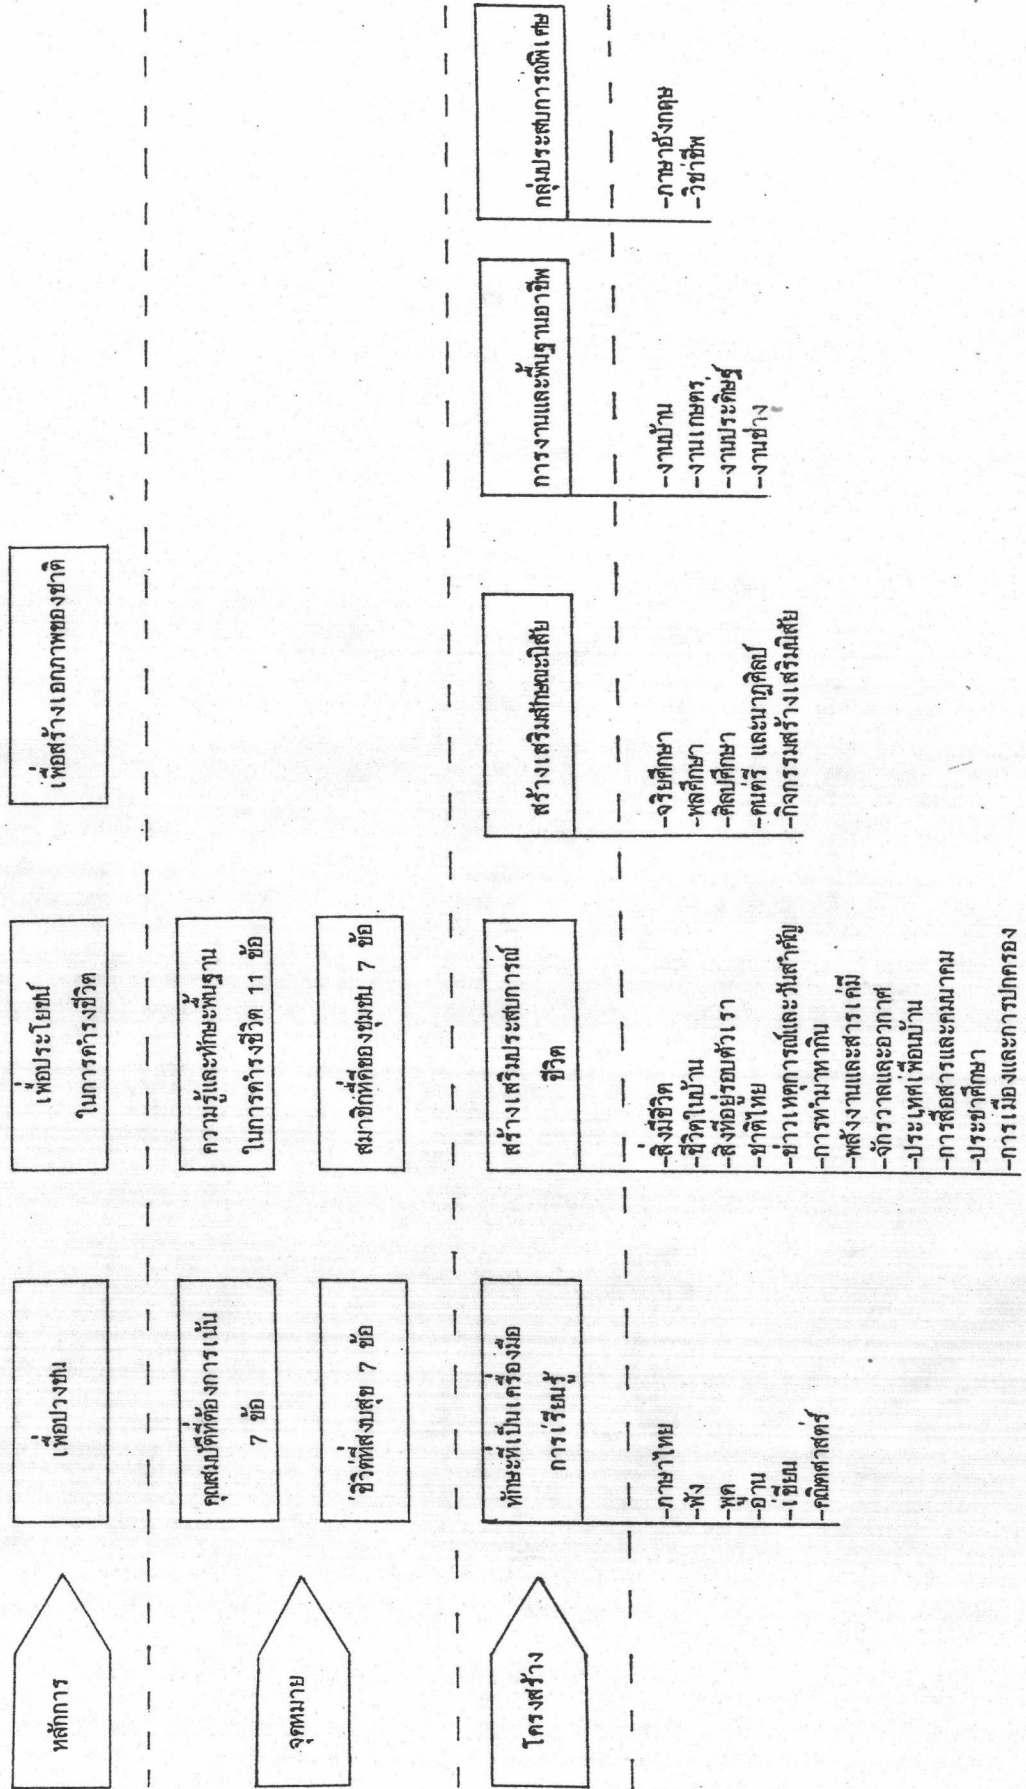 หลักการ
เพื่อปวงชน
เพื่อประโยชน์
ในการดำรงชีวิต
เพื่อสร้างเอกภาพของชาติ
จุดหมาย
คุณสมบัติที่ต้องการเน้น
7 ข้อ
ความรู้และทักษะพื้นฐาน
ในการดำรงชีวิต 11 ข้อ
ชีวิตที่สงบสุข 7 ข้อ
สมาชิกที่ดีของชุมชน 7 ข้อ
โครงสร้าง
ทักษะที่เป็นเครื่องมือ
การเรียนรู้
-ภาษาไทย
-ฟัง
-พูด
-อ่าน
-เขียน
-คณิตศาสตร์
สร้างเสริมประสบการณ์
ชีวิต
-สิ่งมีชีวิต
-ชีวิตในบ้าน
-สิ่งที่อยู่รอบตัวเรา
-ชาติไทย
-ข่าวเหตุการณ์และวันสำคัญ
-การทำมาหากิน
-พลังงานและสารเคมี
-จักรวาลและอวกาศ
-ประเทศเพื่อนบ้าน
-การสื่อสารและคมนาคม
-ประชาศึกษา
-การเมืองและการปกครอง
สร้างเสริมลักษณะนิสัย
-จริยศึกษา
-พลศึกษา
-ศิลปศึกษา
-ดนตรี และนาฏศิลป์
-กิจกรรมสร้างเสริมนิสัย
การงานและพื้นฐานอาชีพ
-งานบ้าน
-งานเกษตร
-งานประดิษฐ์
-งานช่าง
กลุ่มประสบการณ์พิเศษ
-ภาษาอังกฤษ
-วิชาชีพ